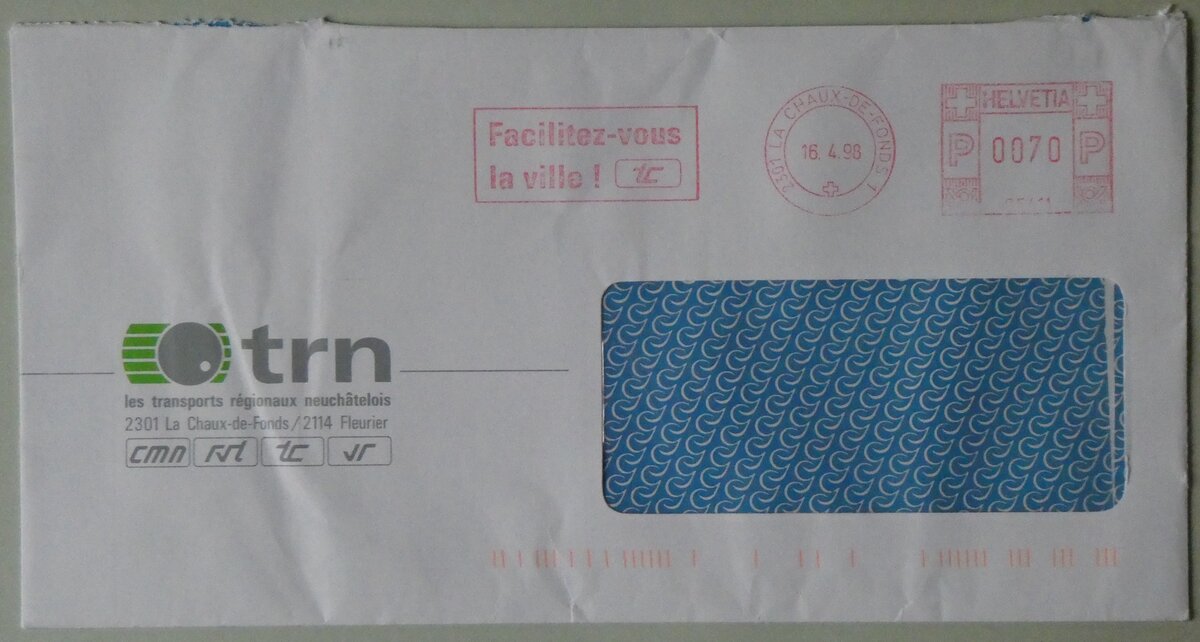 Facilitez-vous
la ville ! tc
2301 LA CHAUX-DE-FONDS 1
16. 4.98
HELVETIA
P 0070 P
trn
les transports régionaux neuchâtelois
2301 La Chaux-de-Fonds/2114 Fleurier
cmn rvt tc vr